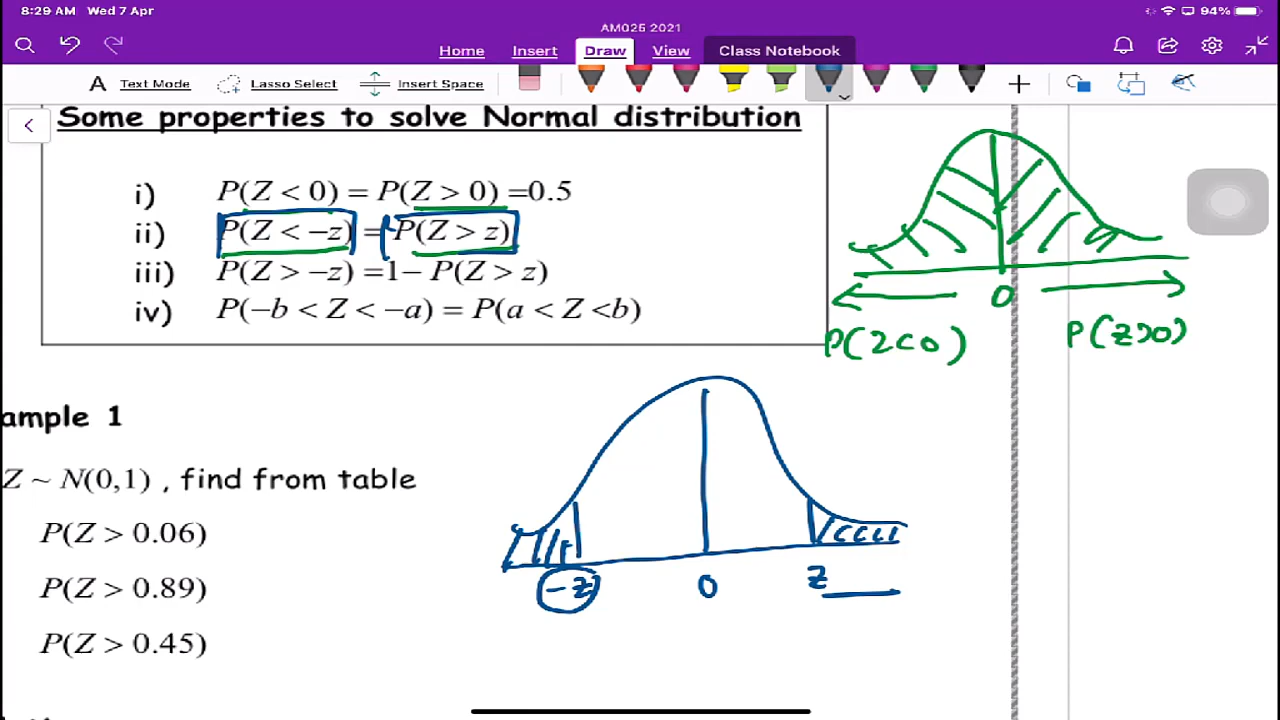 8:29 AM Wed 7 Apr
94%
AM025 2021
Home Insert Draw View Class Notebook
Text Mode Lasso Select Insert Space
Some properties to solve Normal distribution
i) P(Z < 0) = P(Z > 0) =0.5
ii) P(Z < −z) = P(Z > z)
iii) P(Z > −z) =1− P(Z > z)
iv) P(−b < Z < −a) = P(a < Z <b)
0
P(Z<0) P(Z>0)
ample 1
Z ~ N(0,1) , find from table
P(Z > 0.06)
P(Z > 0.89)
P(Z > 0.45)
−z 0 z